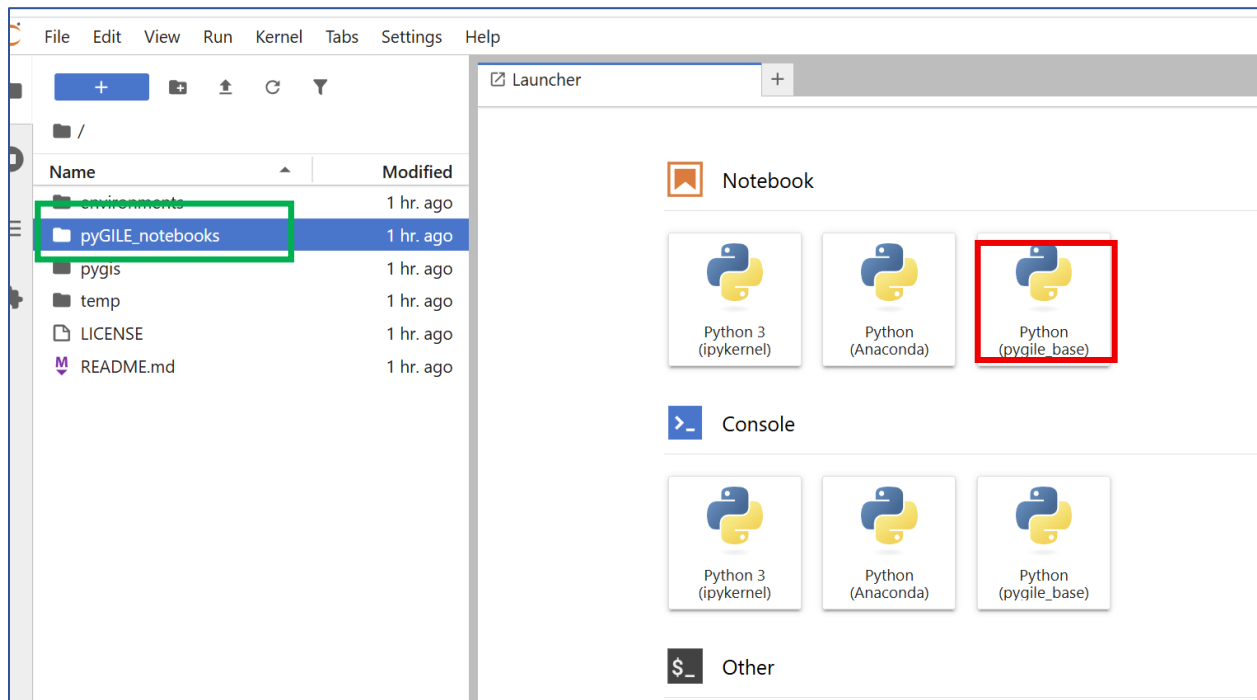 File Edit View Run Kernel Tabs Settings Help
+
Launcher
+
/
Name Modified
environments 1 hr. ago
pyGILE_notebooks 1 hr. ago
pygis 1 hr. ago
temp 1 hr. ago
LICENSE 1 hr. ago
M README.md 1 hr. ago
Notebook
Python 3
(ipykernel)
Python
(Anaconda)
Python
(pygile_base)
>_ Console
Python 3
(ipykernel)
Python
(Anaconda)
Python
(pygile_base)
$_ Other